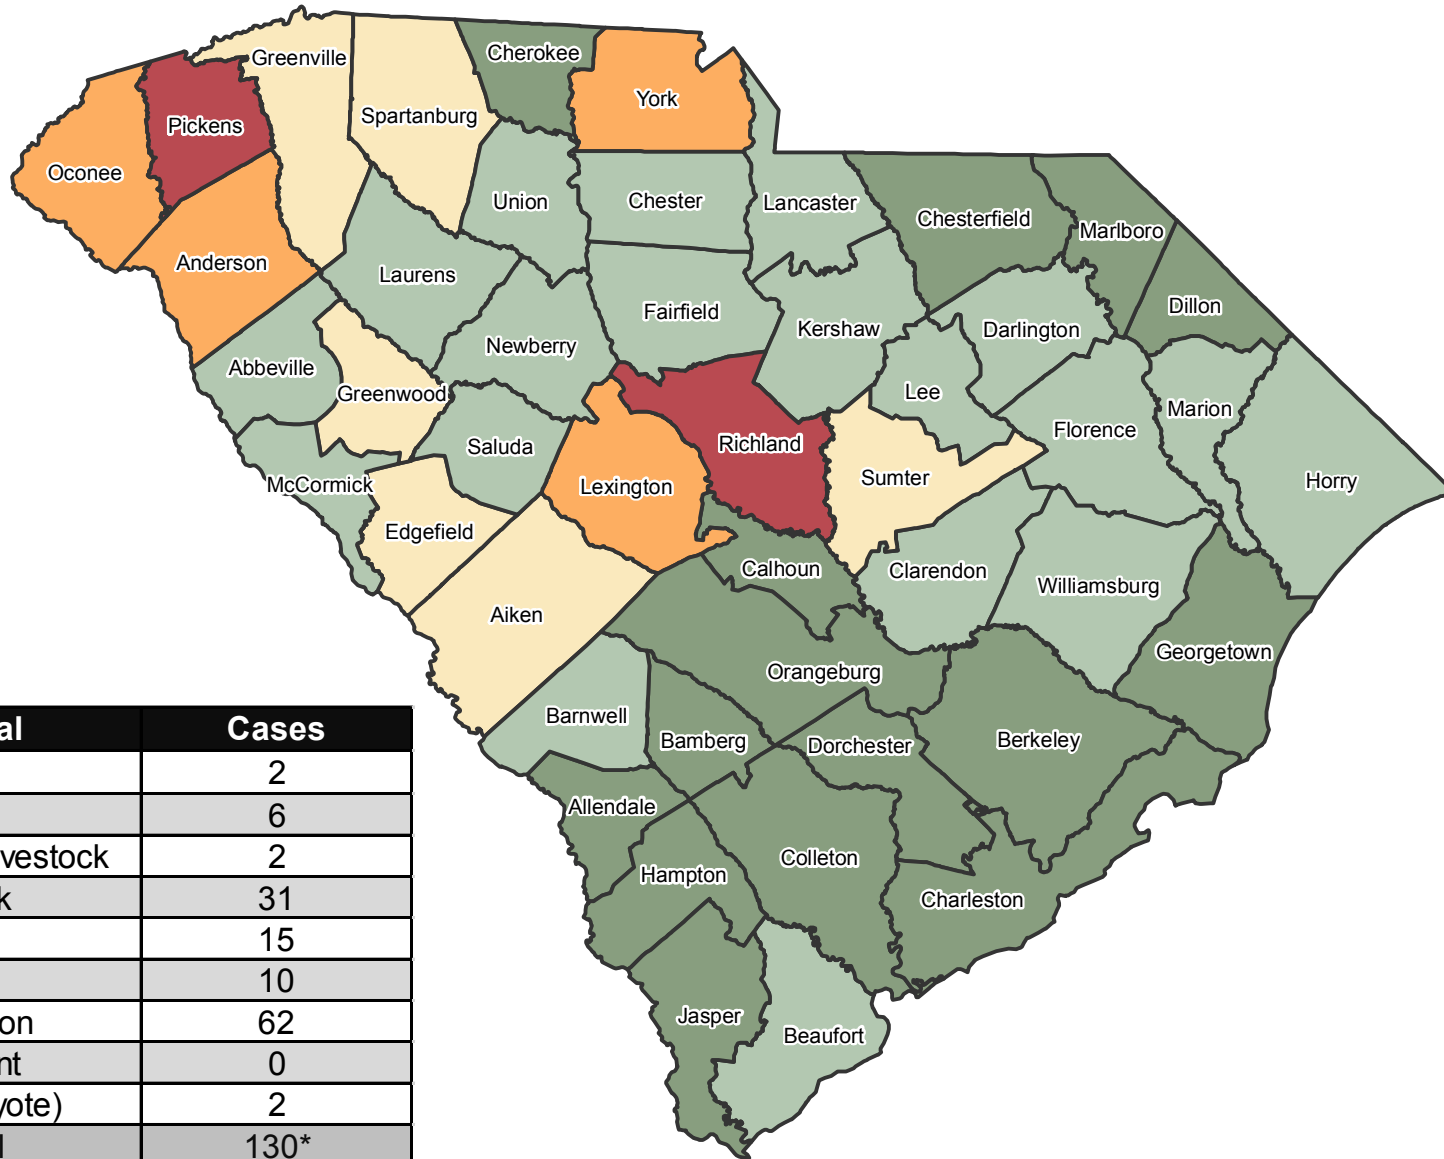 Greenville
Cherokee
York
Spartanburg
Pickens
Oconee
Union
Chester
Lancaster
Chesterfield
Marlboro
Anderson
Laurens
Dillon
Fairfield
Kershaw
Darlington
Newberry
Abbeville
Greenwood
Lee
Marion
Florence
Richland
Saluda
Sumter
Horry
McCormick
Lexington
Edgefield
Calhoun
Clarendon
Williamsburg
Aiken
Georgetown
Orangeburg
Barnwell
Bamberg
Dorchester
Berkeley
Allendale
Colleton
Hampton
Charleston
Jasper
Beaufort
al Cases
2
6
vestock 2
k 31
15
10
on 62
nt 0
yote) 2
l 130*